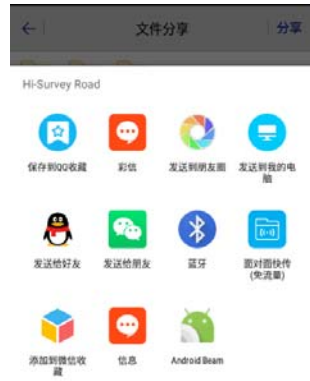 文件分享 分享
Hi-Survey Road
保存到QQ收藏 彩信 发送到朋友圈 发送到我的电
脑
发送给好友 发送给朋友 蓝牙 面对面快传
(免流量)
添加到微信收 信息 Android Beam
藏